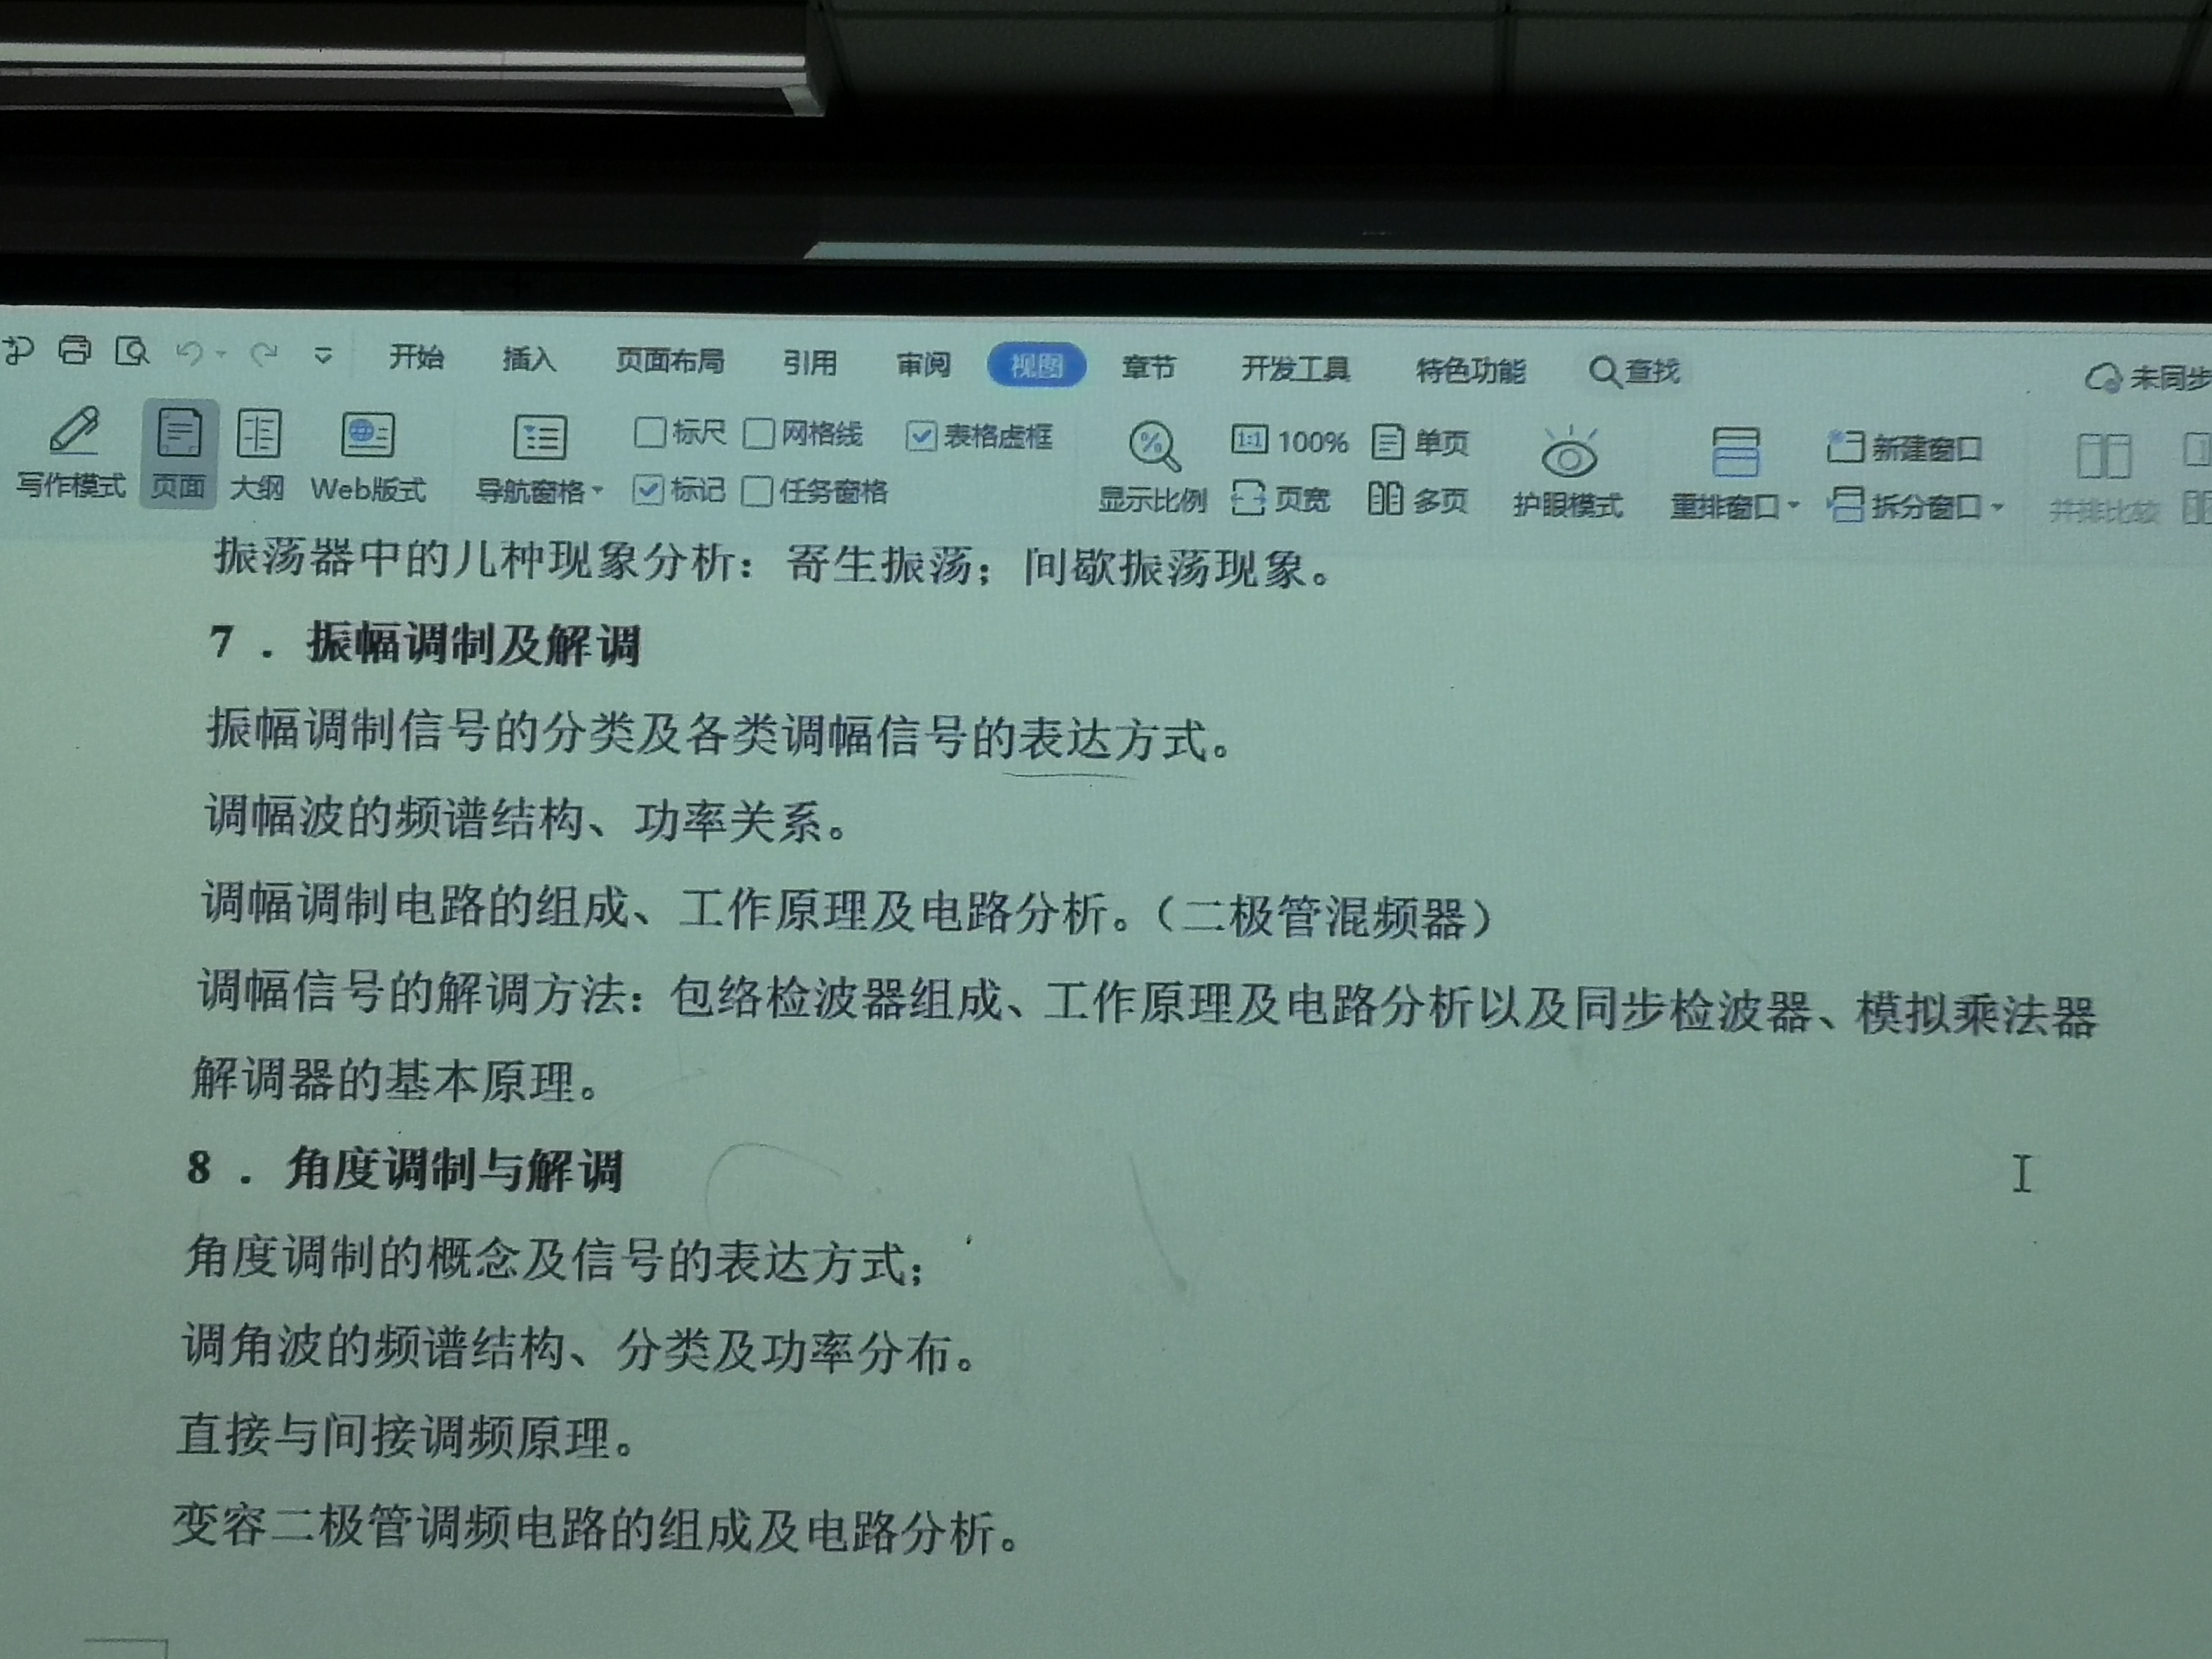 开始 插入 页面布局 引用 审阅 视图 章节 开发工具 特色功能 查找 未同步
标尺 网格线 表格虚框 1:1 100% 单页 新建窗口
写作模式 页面 大纲 Web版式 导航窗格 标记 任务窗格 显示比例 页宽 多页 护眼模式 重排窗口 拆分窗口 并排比较
振荡器中的几种现象分析：寄生振荡；间歇振荡现象。
7．振幅调制及解调
振幅调制信号的分类及各类调幅信号的表达方式。
调幅波的频谱结构、功率关系。
调幅调制电路的组成、工作原理及电路分析。（二极管混频器）
调幅信号的解调方法：包络检波器组成、工作原理及电路分析以及同步检波器、模拟乘法器
解调器的基本原理。
8．角度调制与解调
角度调制的概念及信号的表达方式；
调角波的频谱结构、分类及功率分布。
直接与间接调频原理。
变容二极管调频电路的组成及电路分析。